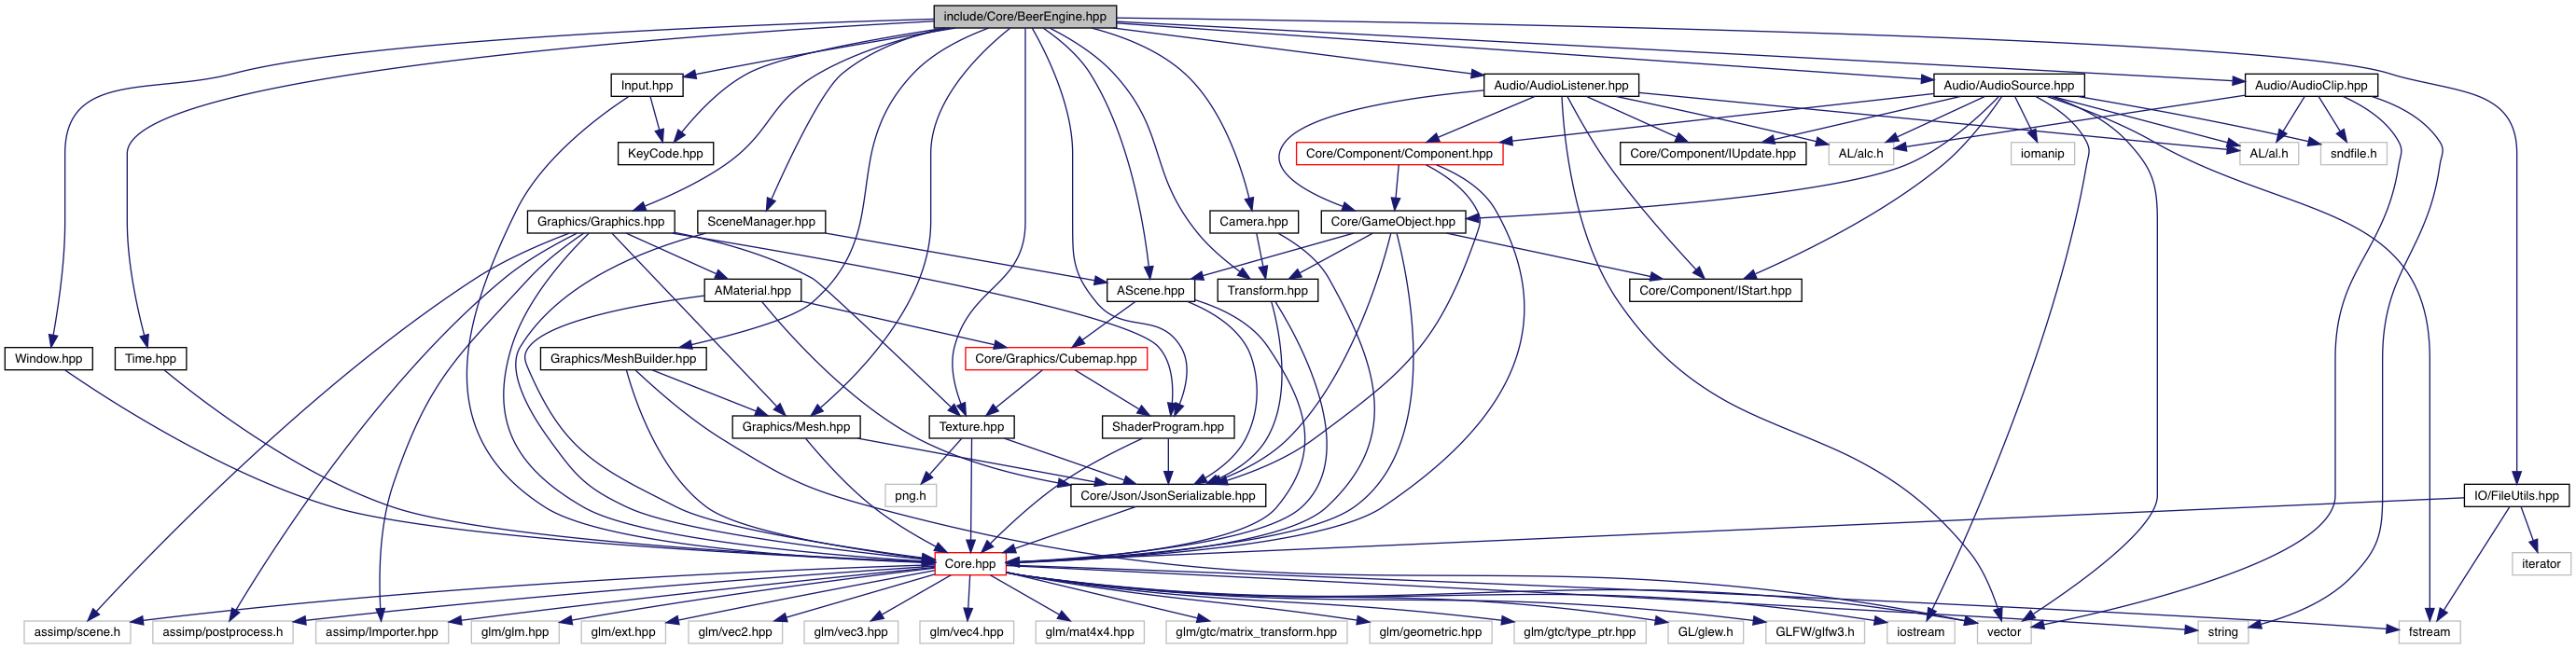 include/Core/BeerEngine.hpp
Input.hpp
Audio/AudioListener.hpp
Audio/AudioSource.hpp
Audio/AudioClip.hpp
KeyCode.hpp
Core/Component/Component.hpp
Core/Component/IUpdate.hpp
AL/alc.h
iomanip
AL/al.h
sndfile.h
Graphics/Graphics.hpp
SceneManager.hpp
Camera.hpp
Core/GameObject.hpp
AMaterial.hpp
AScene.hpp
Transform.hpp
Core/Component/IStart.hpp
Window.hpp
Time.hpp
Graphics/MeshBuilder.hpp
Core/Graphics/Cubemap.hpp
Graphics/Mesh.hpp
Texture.hpp
ShaderProgram.hpp
png.h
Core/Json/JsonSerializable.hpp
IO/FileUtils.hpp
Core.hpp
iterator
assimp/scene.h
assimp/postprocess.h
assimp/Importer.hpp
glm/glm.hpp
glm/ext.hpp
glm/vec2.hpp
glm/vec3.hpp
glm/vec4.hpp
glm/mat4x4.hpp
glm/gtc/matrix_transform.hpp
glm/geometric.hpp
glm/gtc/type_ptr.hpp
GL/glew.h
GLFW/glfw3.h
iostream
vector
string
fstream